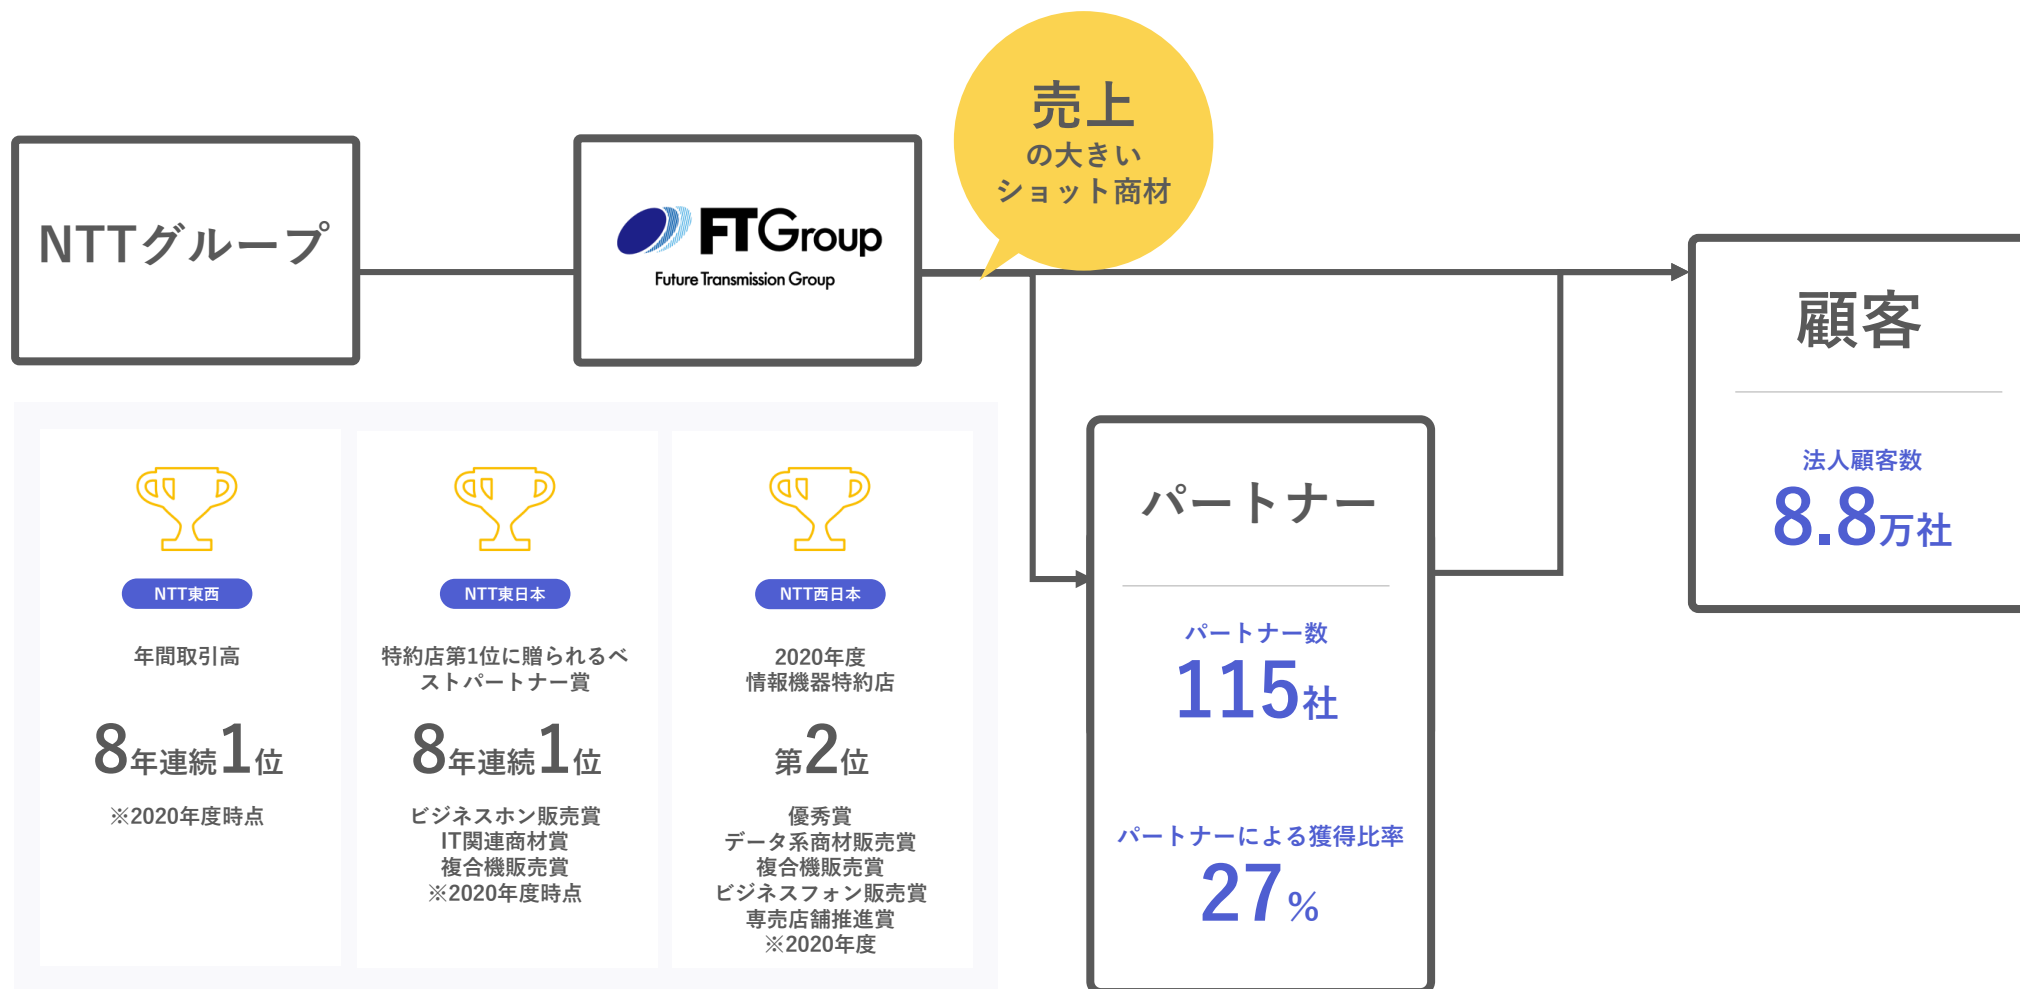 売上
の大きい
ショット商材
NTTグループ
FTGroup
Future Transmission Group
顧客
法人顧客数
8.8万社
パートナー
パートナー数
115社
パートナーによる獲得比率
27%
NTT東西
年間取引高
8年連続1位
※2020年度時点
NTT東日本
特約店第1位に贈られるベ
ストパートナー賞
8年連続1位
ビジネスホン販売賞
IT関連商材賞
複合機販売賞
※2020年度時点
NTT西日本
2020年度
情報機器特約店
第2位
優秀賞
データ系商材販売賞
複合機販売賞
ビジネスフォン販売賞
専売店舗推進賞
※2020年度